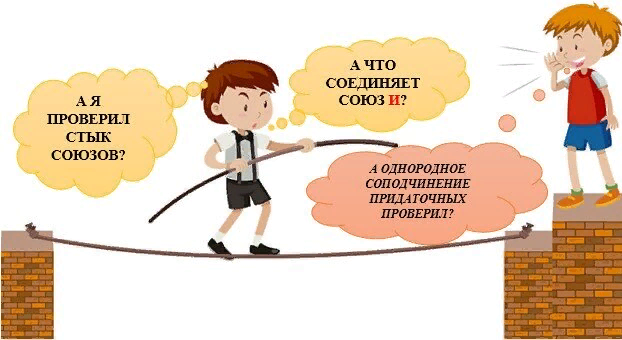 А Я
ПРОВЕРИЛ
СТЫК
СОЮЗОВ?
А ЧТО
СОЕДИНЯЕТ
СОЮЗ И?
А ОДНОРОДНОЕ
СОПОДЧИНЕНИЕ
ПРИДАТОЧНЫХ
ПРОВЕРИЛ?